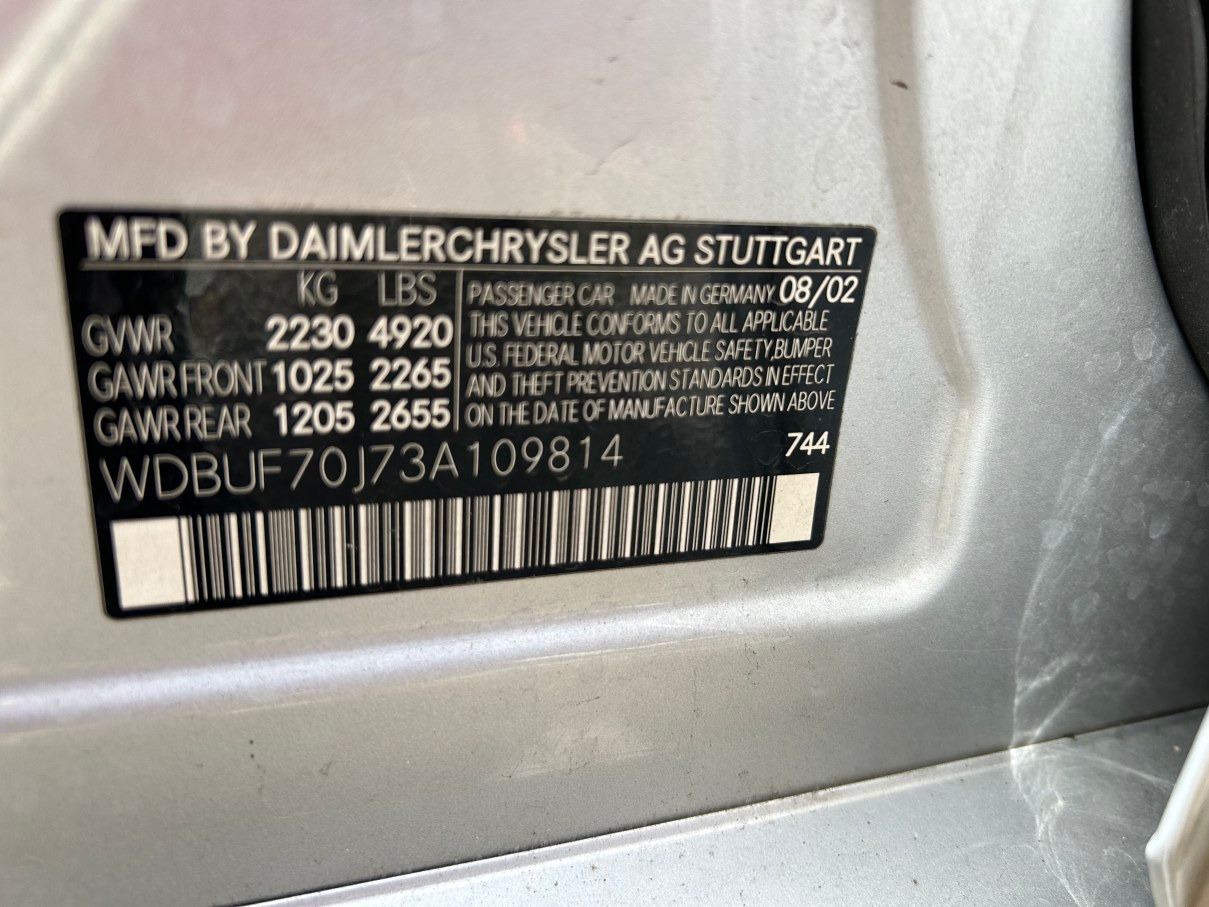 MFD BY DAIMLERCHRYSLER AG STUTTGART
KG LBS
GVWR 2230 4920
GAWR FRONT 1025 2265
GAWR REAR 1205 2655
PASSENGER CAR MADE IN GERMANY 08/02
THIS VEHICLE CONFORMS TO ALL APPLICABLE
U.S. FEDERAL MOTOR VEHICLE SAFETY,BUMPER
AND THEFT PREVENTION STANDARDS IN EFFECT
ON THE DATE OF MANUFACTURE SHOWN ABOVE
WDBUF70J73A109814
744